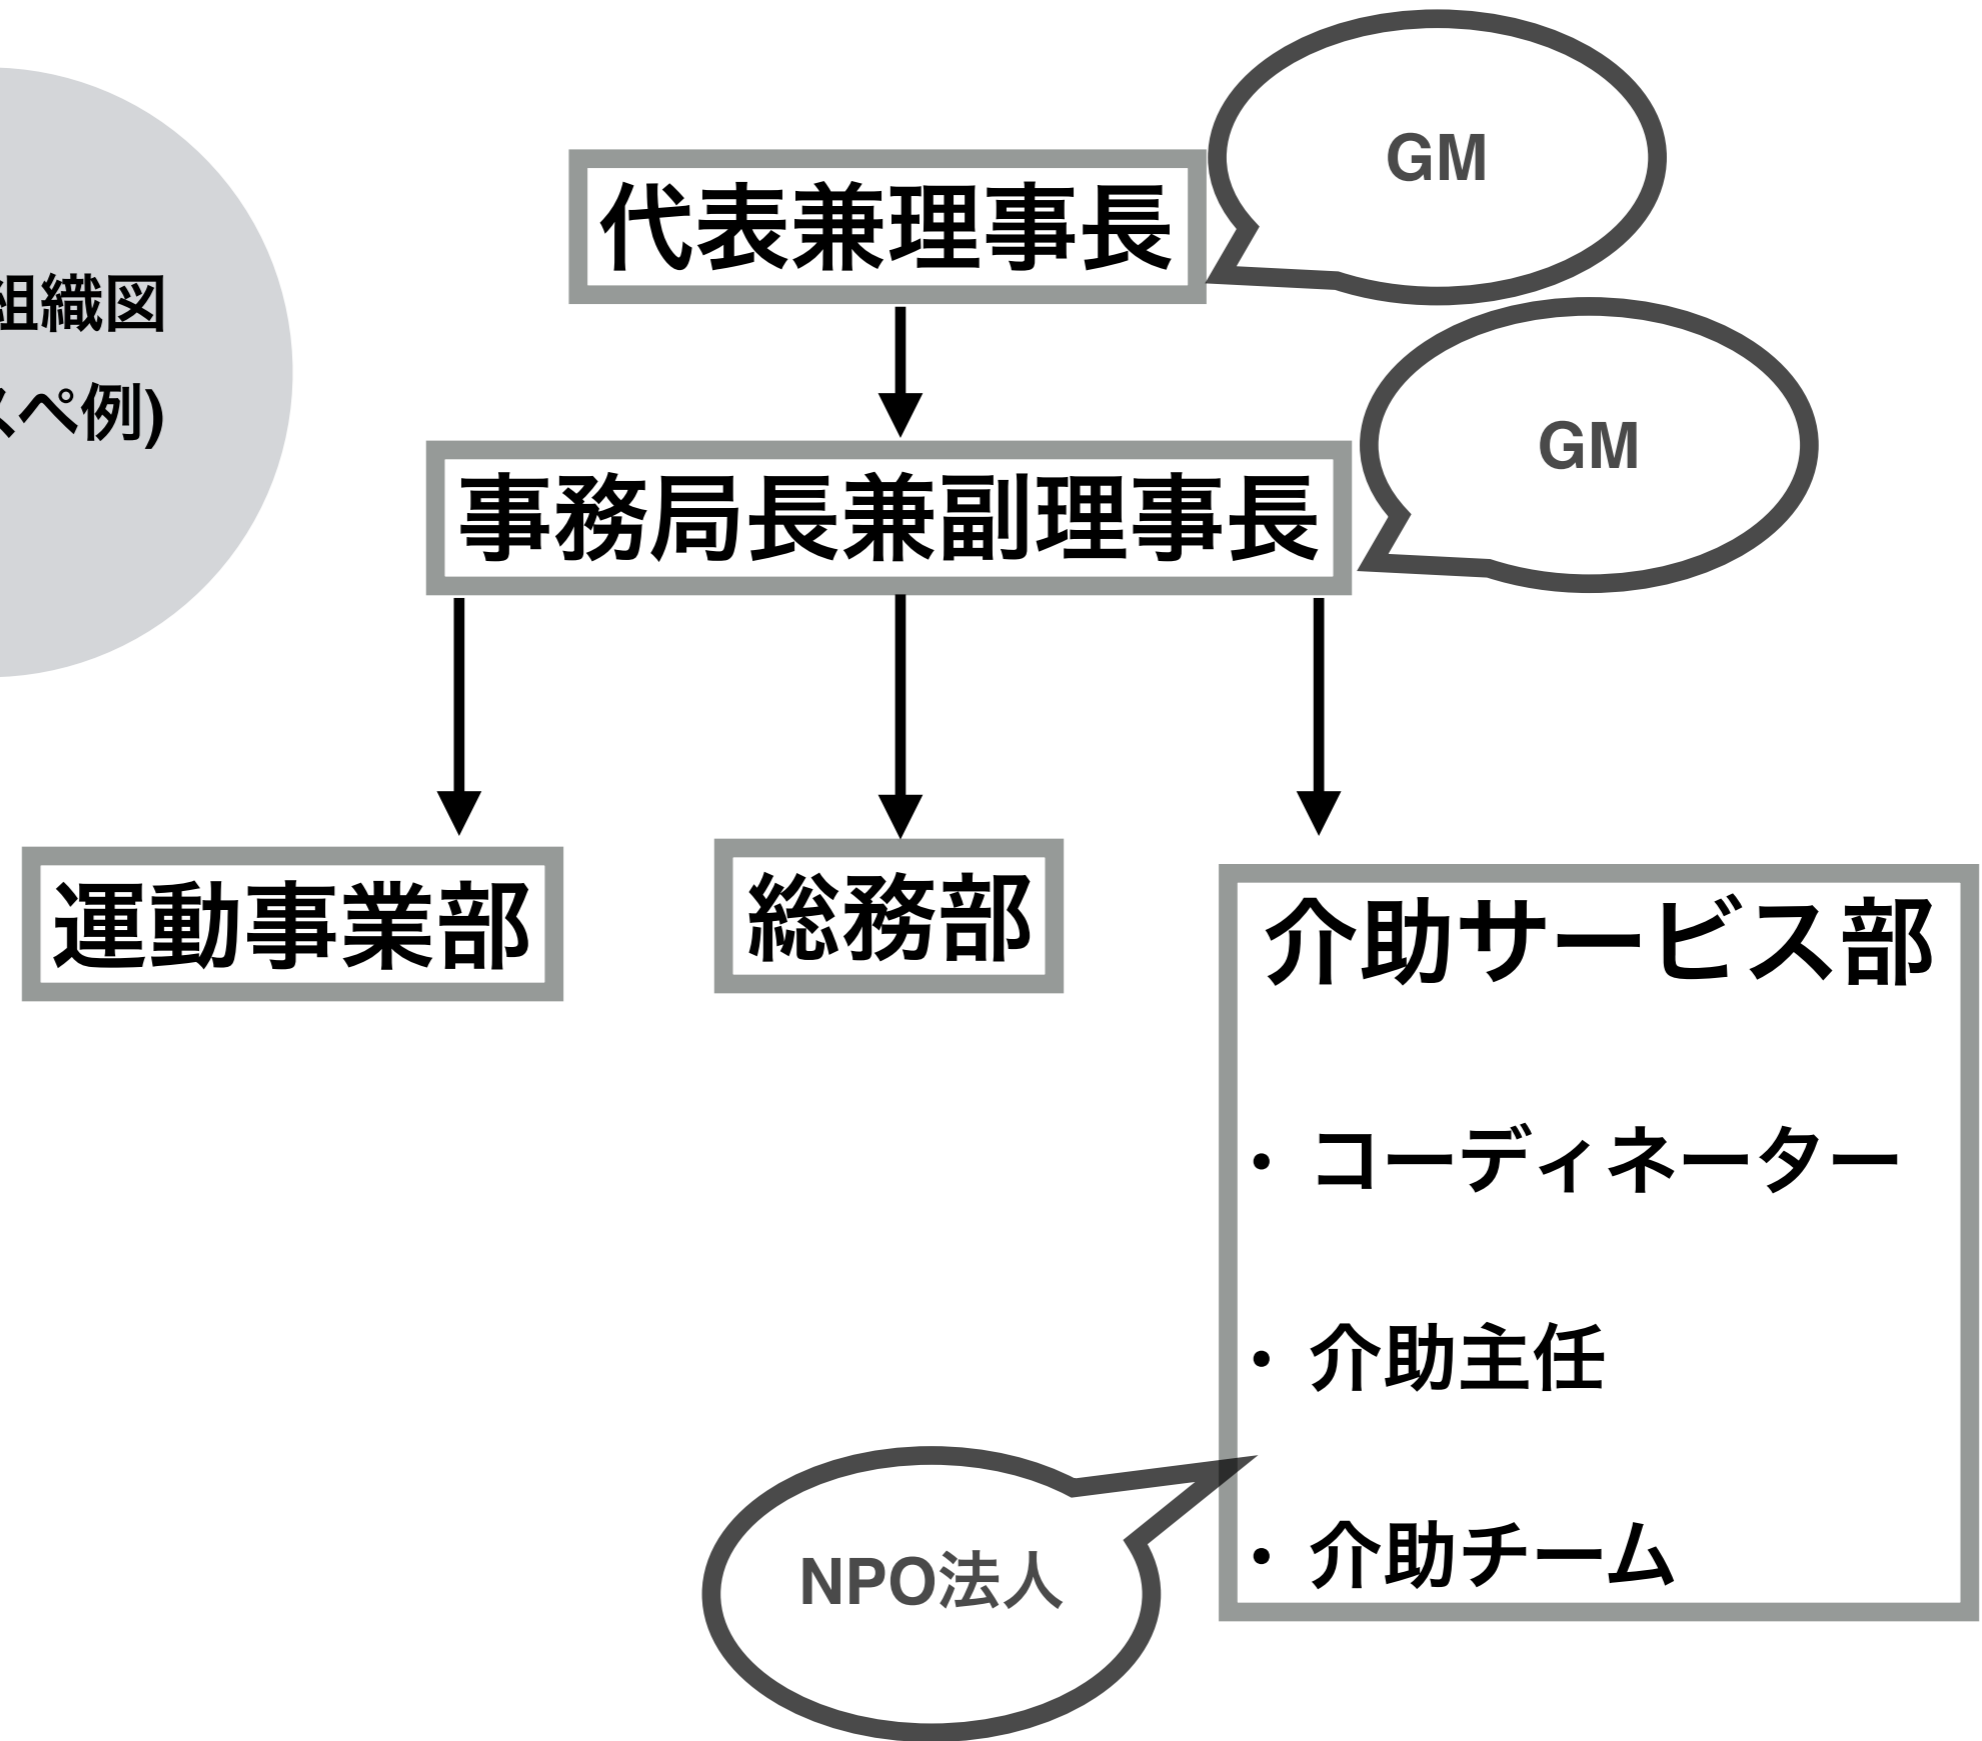 GM
代表兼理事長
組織図
ペ例)
GM
事務局長兼副理事長
運動事業部
総務部
介助サービス部
・コーディネーター
・介助主任
・介助チーム
NPO法人